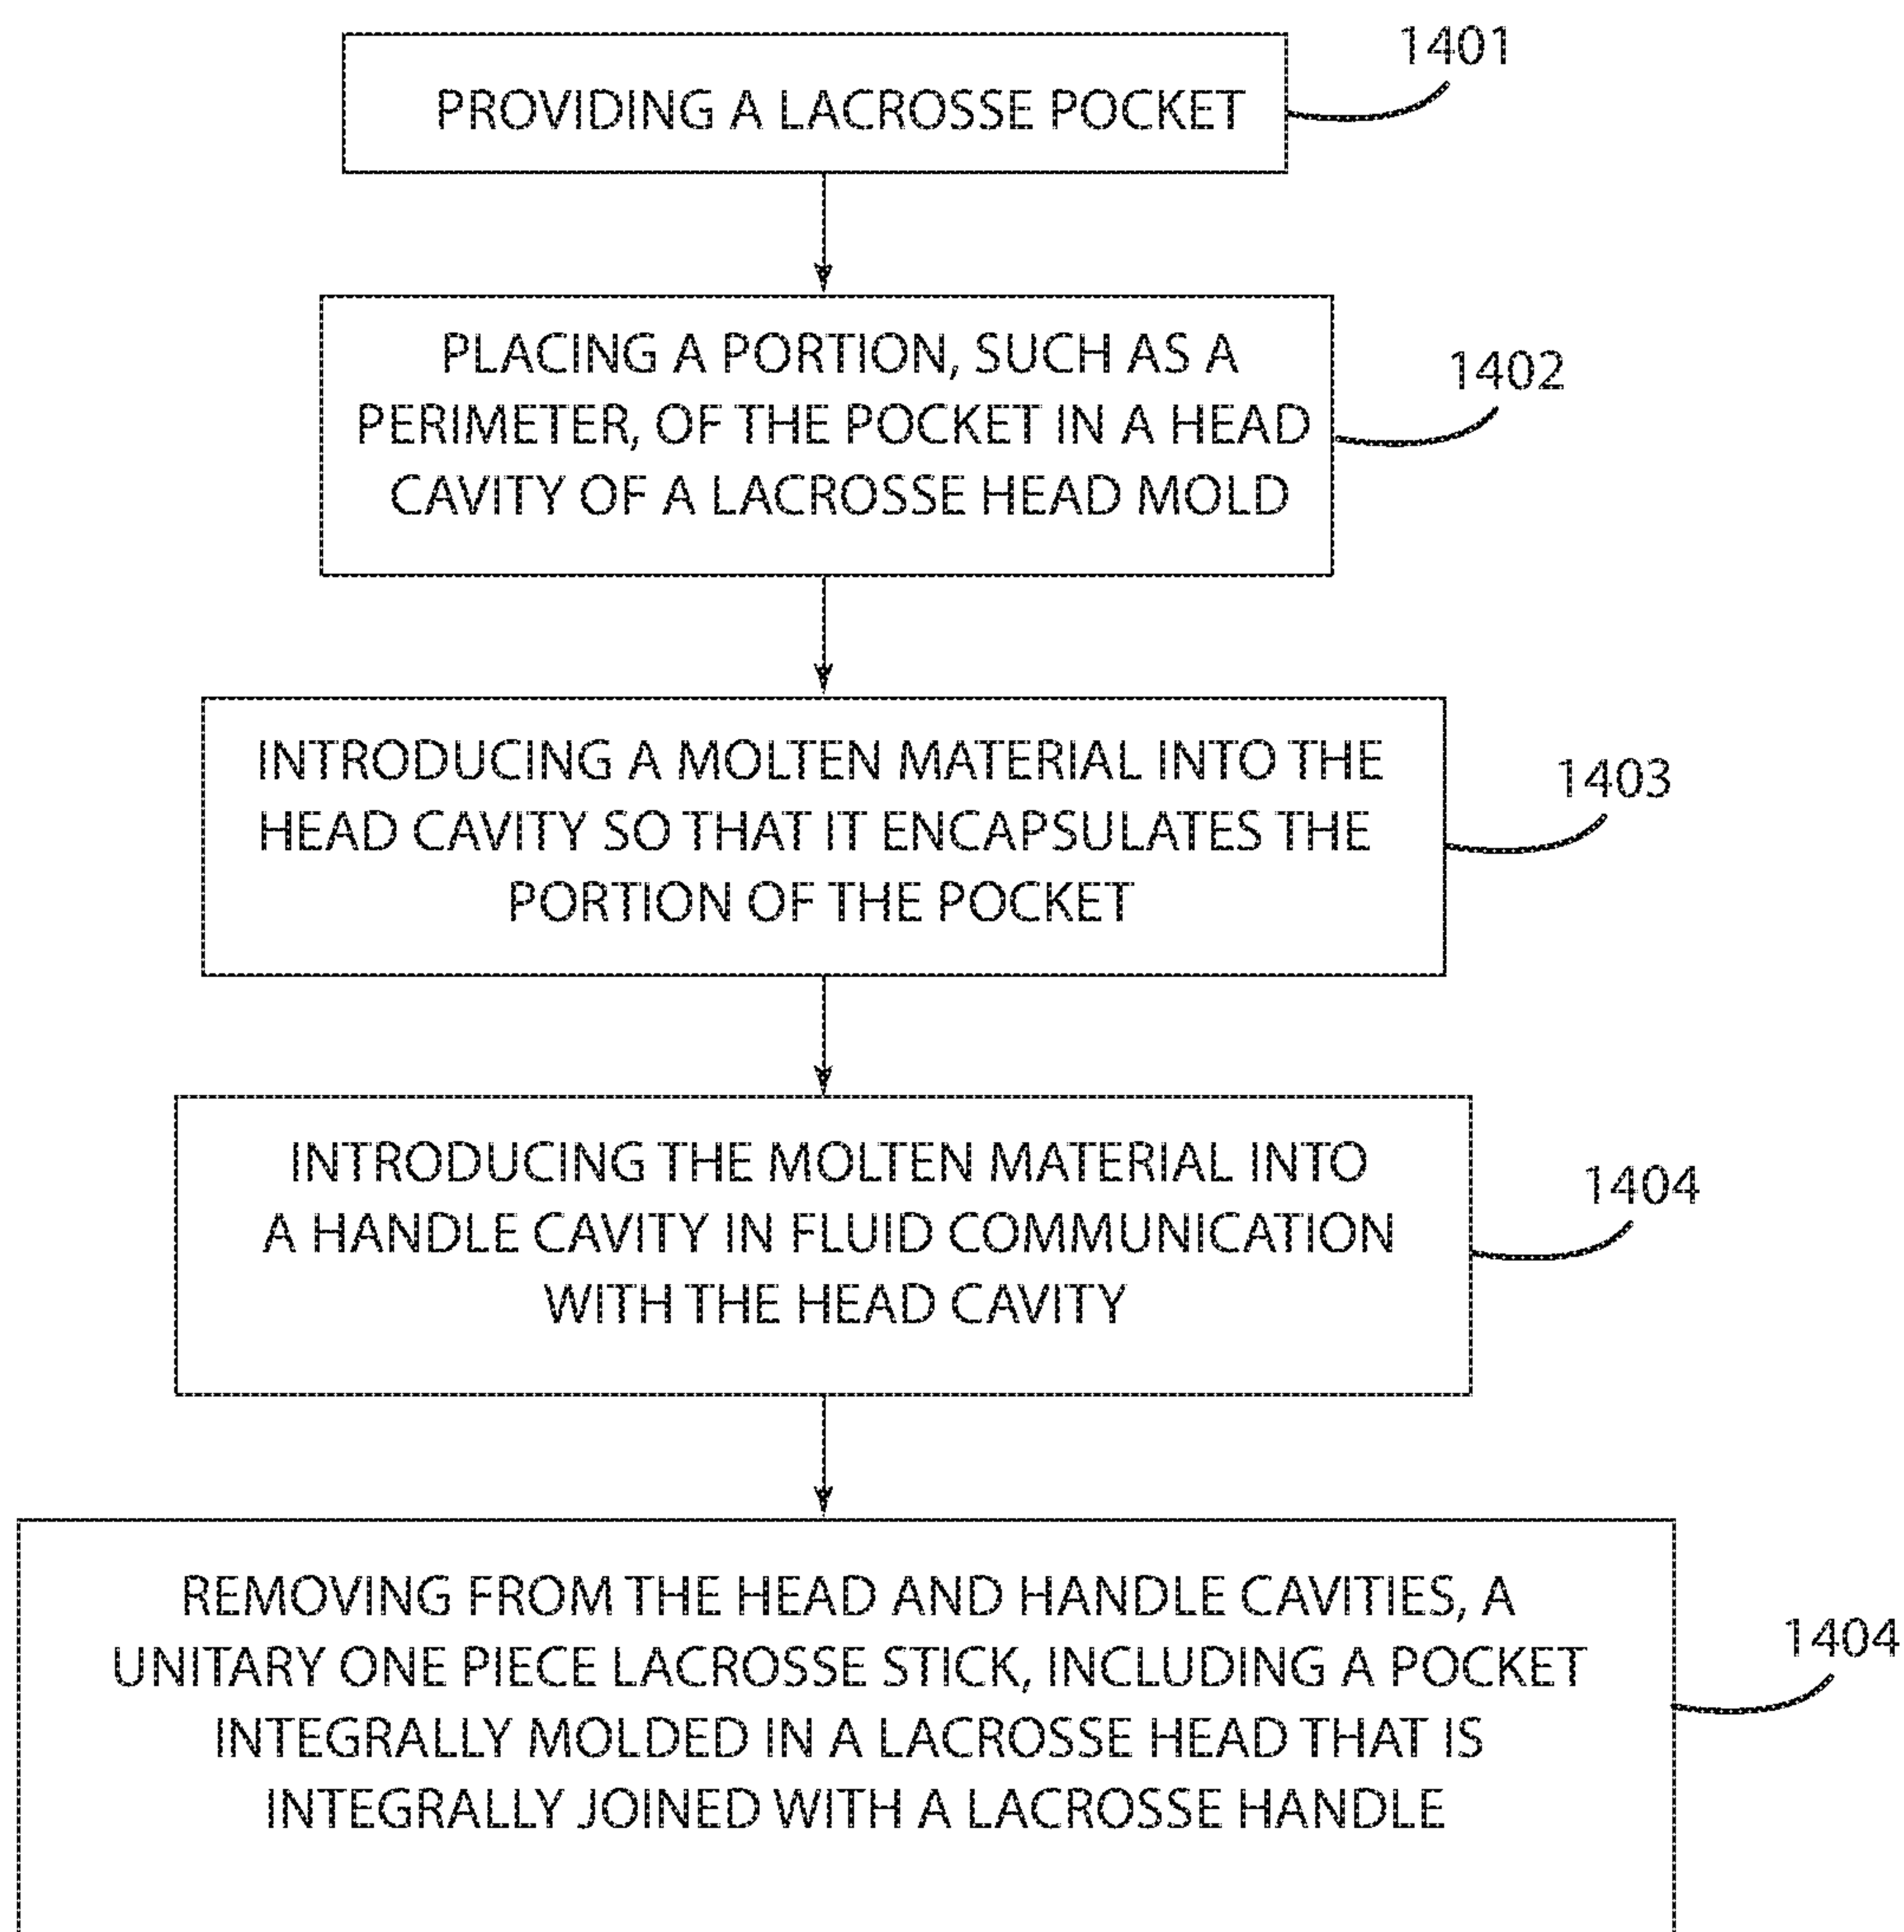 1401
PROVIDING A LACROSSE POCKET
1402
PLACING A PORTION, SUCH AS A
PERIMETER, OF THE POCKET IN A HEAD
CAVITY OF A LACROSSE HEAD MOLD
1403
INTRODUCING A MOLTEN MATERIAL INTO THE
HEAD CAVITY SO THAT IT ENCAPSULATES THE
PORTION OF THE POCKET
1404
INTRODUCING THE MOLTEN MATERIAL INTO
A HANDLE CAVITY IN FLUID COMMUNICATION
WITH THE HEAD CAVITY
1404
REMOVING FROM THE HEAD AND HANDLE CAVITIES, A
UNITARY ONE PIECE LACROSSE STICK, INCLUDING A POCKET
INTEGRALLY MOLDED IN A LACROSSE HEAD THAT IS
INTEGRALLY JOINED WITH A LACROSSE HANDLE